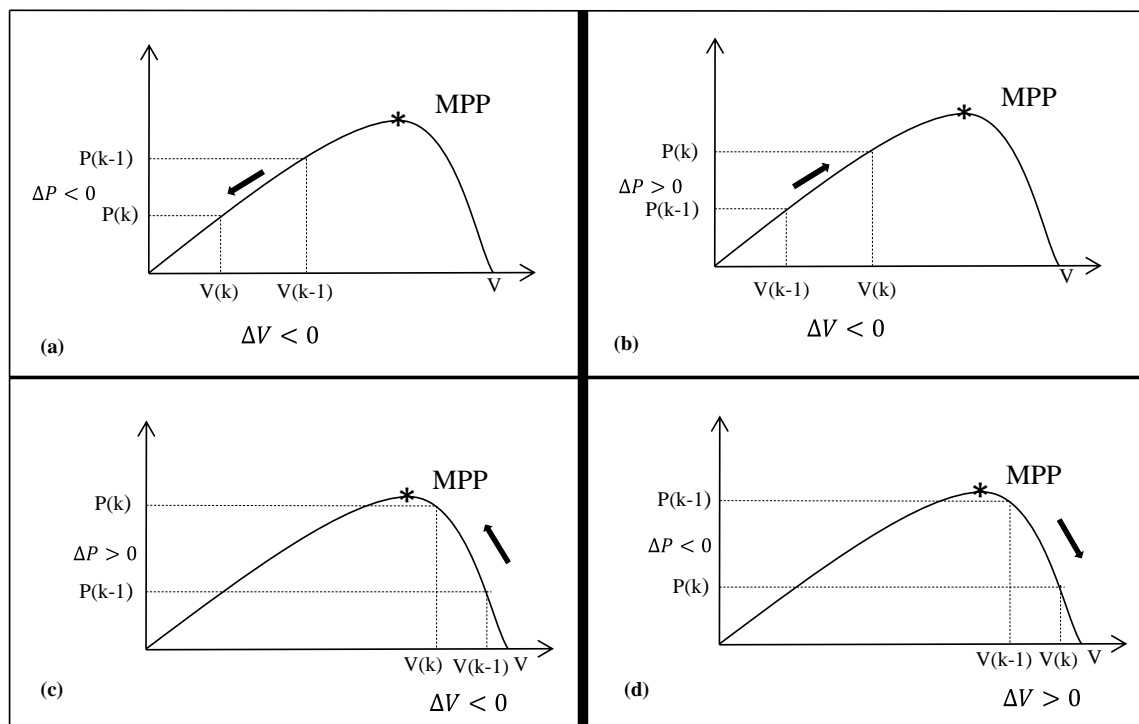 MPP
P(k-1)
ΔP < 0
P(k)
V(k)
V(k-1)
V
ΔV < 0
(a)
MPP
P(k)
ΔP > 0
P(k-1)
V(k-1)
V(k)
V
ΔV < 0
(b)
MPP
P(k)
ΔP > 0
P(k-1)
V(k)
V(k-1)
V
ΔV < 0
(c)
MPP
P(k-1)
ΔP < 0
P(k)
V(k-1)
V(k)
V
ΔV > 0
(d)